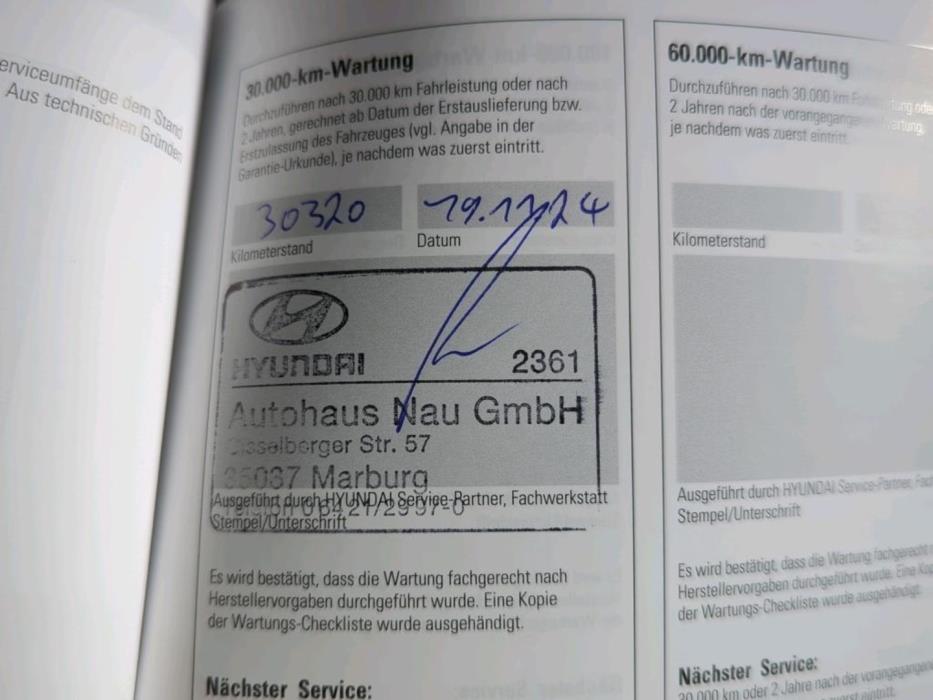 erviceumfänge dem Stand
Aus technischen Gründen
30.000-km-Wartung
Durchzuführen nach 30.000 km Fahrleistung oder nach
2 Jahren, gerechnet ab Datum der Erstauslieferung bzw.
Erstzulassung des Fahrzeuges (vgl. Angabe in der
Garantie-Urkunde), je nachdem was zuerst eintritt.
30320
19.11.24
Kilometerstand
Datum
HYUNDAI
2361
Autohaus Nau GmbH
Str. 57
35037 Marburg
Ausgeführt durch HYUNDAI Service-Partner, Fachwerkstatt
Stempel/Unterschrift
Es wird bestätigt, dass die Wartung fachgerecht nach
Herstellervorgaben durchgeführt wurde. Eine Kopie
der Wartungs-Checkliste wurde ausgehändigt.
Nächster Service:
60.000-km-Wartung
Durchzuführen nach 30.000 km
2 Jahren nach der vorangegangenen Wartung,
je nachdem was zuerst eintritt.
Kilometerstand
Ausgeführt durch HYUNDAI Service-Partner,
Stempel/Unterschrift
Es wird bestätigt, dass die Wartung fachgerecht
Herstellervorgaben durchgeführt wurde. Eine
der Wartungs-Checkliste wurde ausgehändigt.
Nächster Service:
30.000 km oder 2 Jahre nach der vorangegangenen